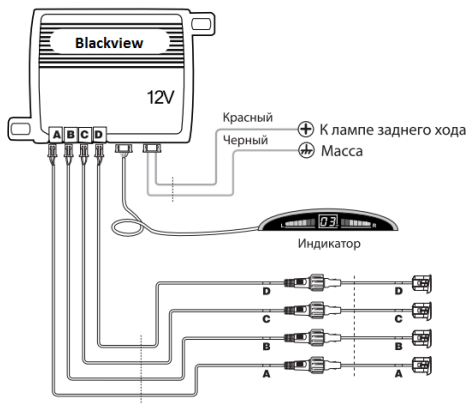 Blackview
12V
A B C D
Красный
К лампе заднего хода
Черный
Масса
L 03 R
Индикатор
D D
C C
B B
A A